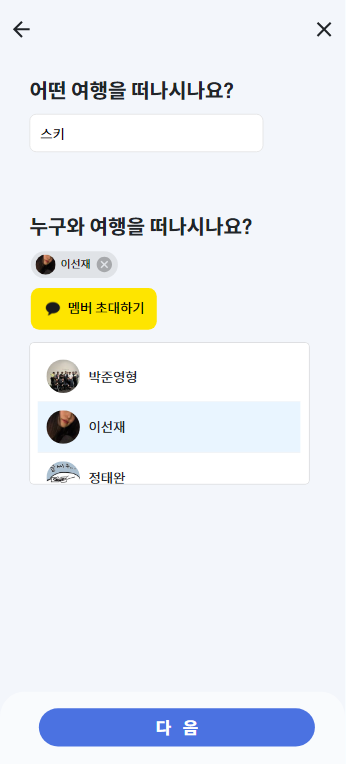 어떤 여행을 떠나시나요?
스키
누구와 여행을 떠나시나요?
이선재
멤버 초대하기
박준영형
이선재
정태완
다 음